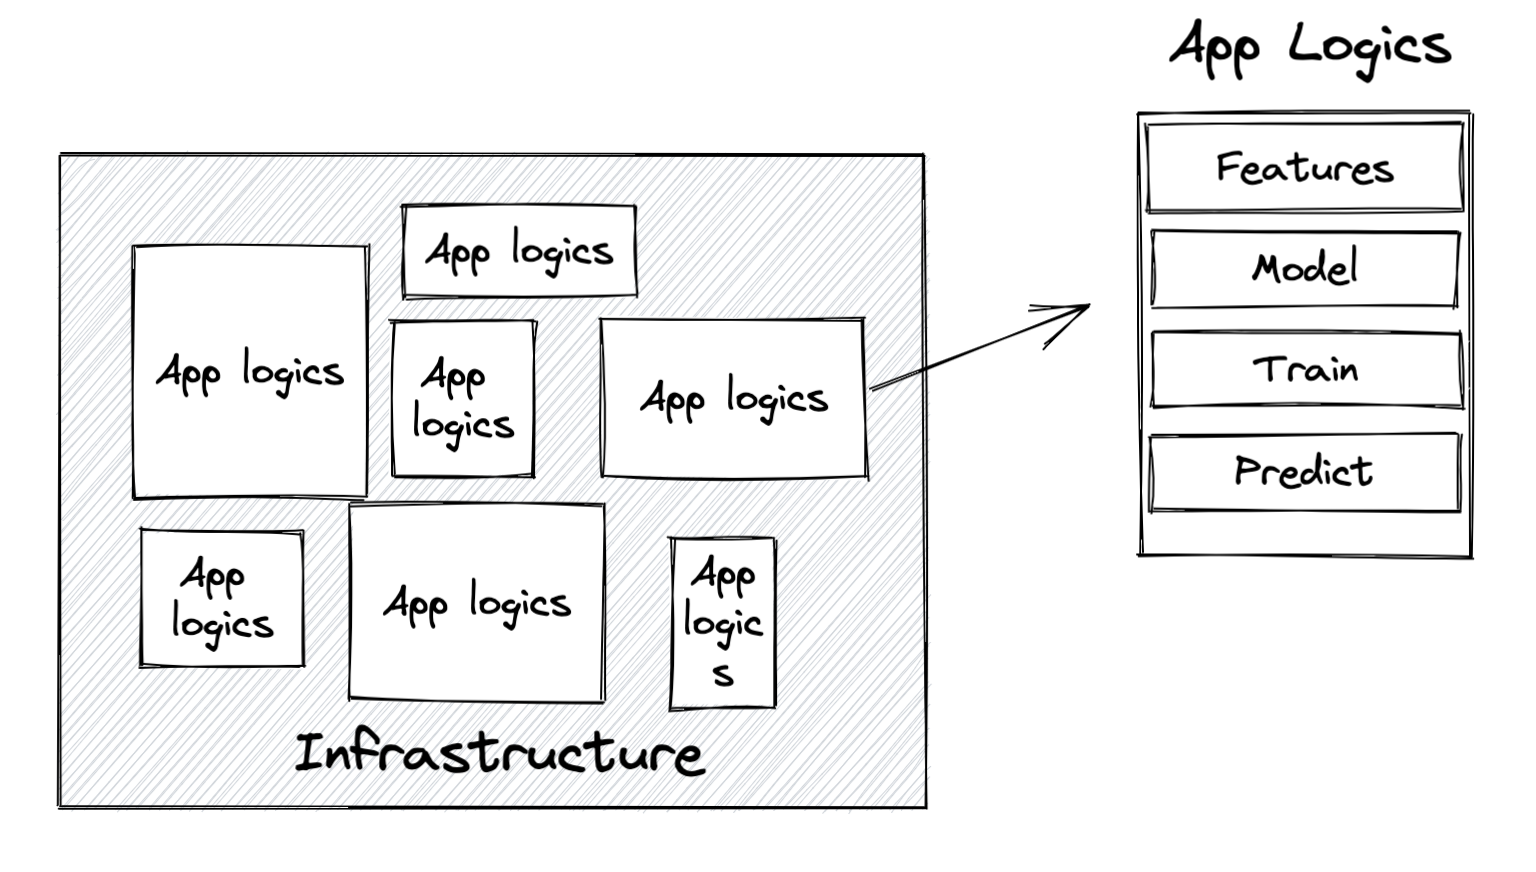 App Logics
Features
Model
Train
Predict
App logics
App logics
App
logics
App logics
App
logics
App logics
App
logic
s
Infrastructure